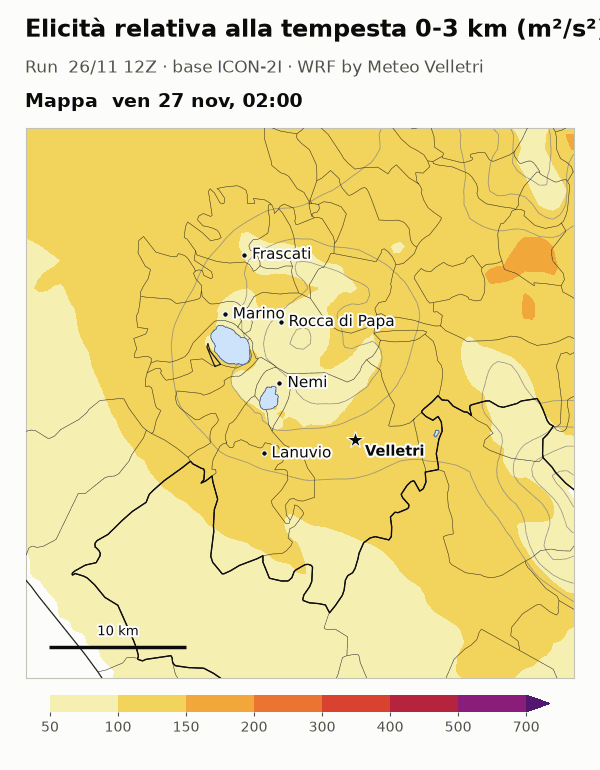 Elicità relativa alla tempesta 0-3 km (m²/s²)
Run 26/11 12Z · base ICON-2I · WRF by Meteo Velletri
Mappa ven 27 nov, 02:00
Frascati
Marino
Rocca di Papa
Nemi
Lanuvio
Velletri
10 km
50 100 150 200 300 400 500 700